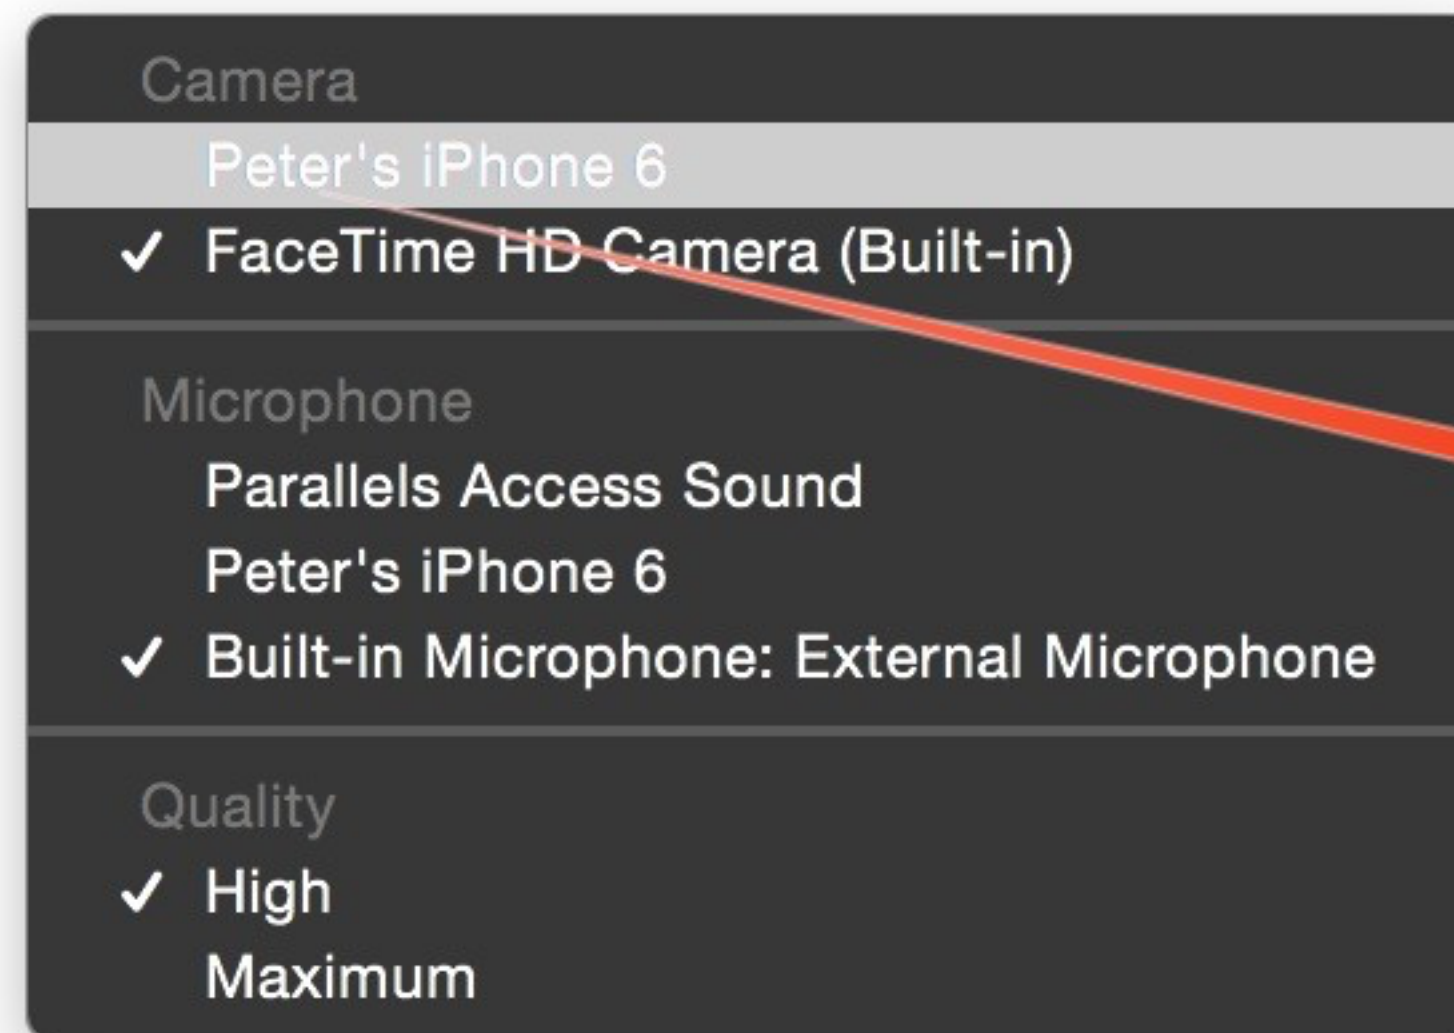 Camera
Peter's iPhone 6
✓ FaceTime HD Camera (Built-in)
Microphone
Parallels Access Sound
Peter's iPhone 6
✓ Built-in Microphone: External Microphone
Quality
✓ High
Maximum